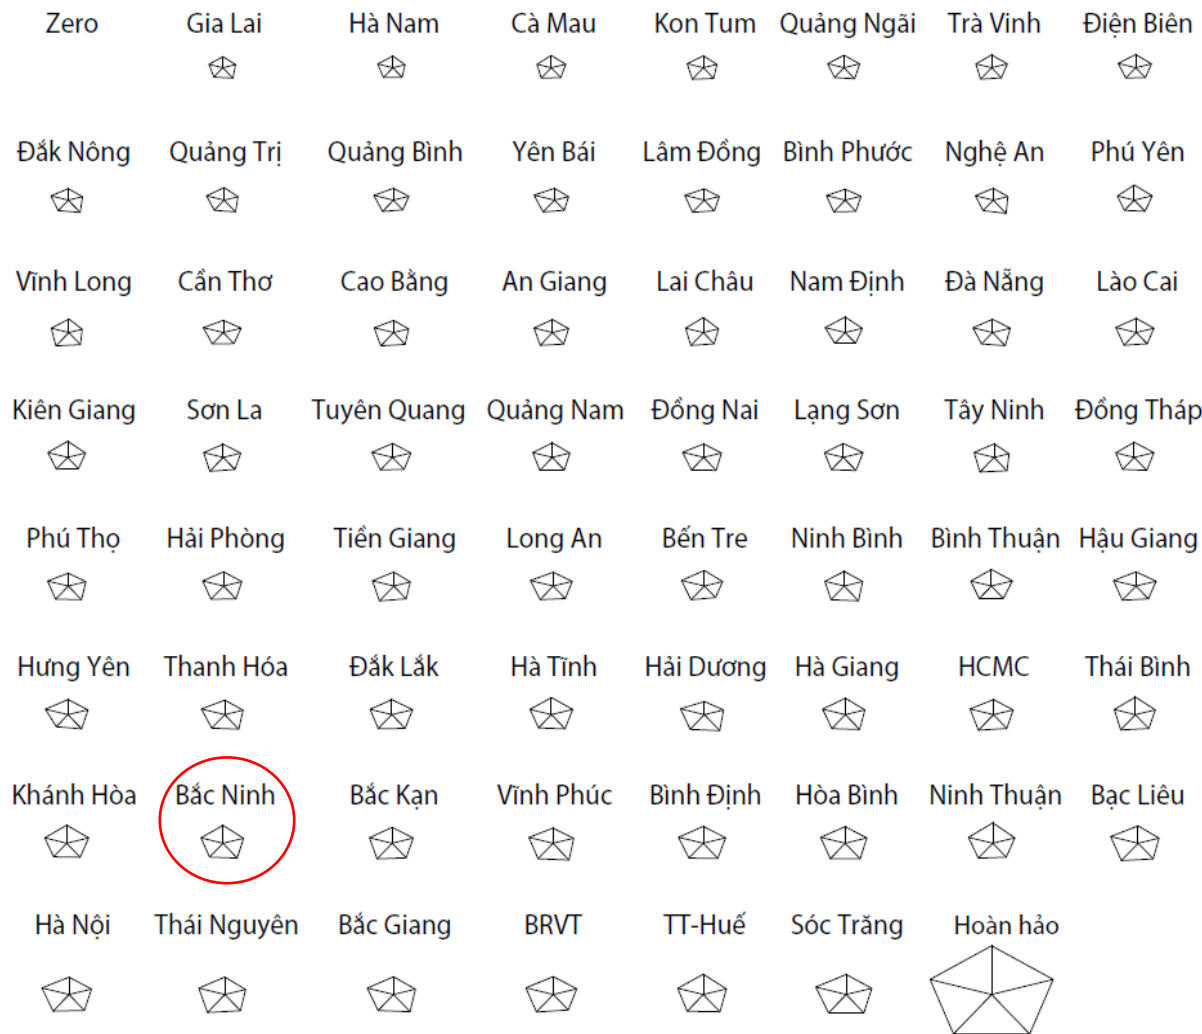 Zero Gia Lai Hà Nam Cà Mau Kon Tum Quảng Ngãi Trà Vinh Điện Biên
Đắk Nông Quảng Trị Quảng Bình Yên Bái Lâm Đồng Bình Phước Nghệ An Phú Yên
Vĩnh Long Cần Thơ Cao Bằng An Giang Lai Châu Nam Định Đà Nẵng Lào Cai
Kiên Giang Sơn La Tuyên Quang Quảng Nam Đồng Nai Lạng Sơn Tây Ninh Đồng Tháp
Phú Thọ Hải Phòng Tiền Giang Long An Bến Tre Ninh Bình Bình Thuận Hậu Giang
Hưng Yên Thanh Hóa Đắk Lắk Hà Tĩnh Hải Dương Hà Giang HCMC Thái Bình
Khánh Hòa Bắc Ninh Bắc Kạn Vĩnh Phúc Bình Định Hòa Bình Ninh Thuận Bạc Liêu
Hà Nội Thái Nguyên Bắc Giang BRVT TT-Huế Sóc Trăng Hoàn hảo